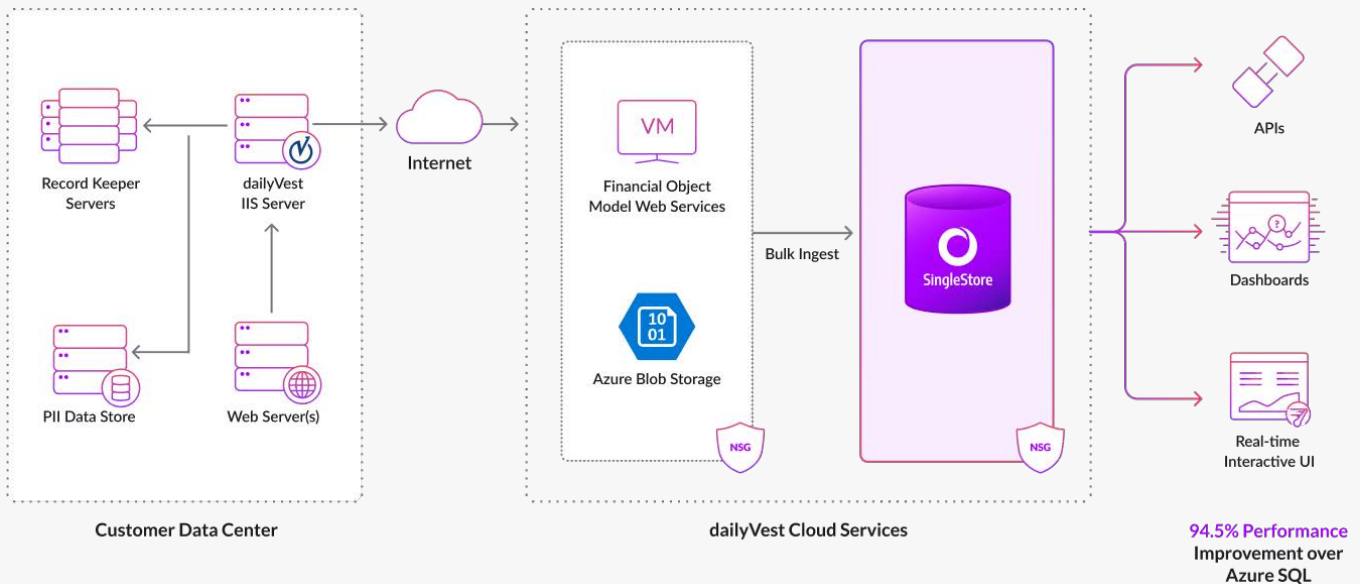 Record Keeper
Servers
dailyVest
IIS Server
PII Data Store
Web Server(s)
Customer Data Center
Internet
VM
Financial Object
Model Web Services
10
01
Azure Blob Storage
NSG
Bulk Ingest
SingleStore
NSG
dailyVest Cloud Services
APIs
?
Dashboards
Real-time
Interactive UI
94.5% Performance
Improvement over
Azure SQL